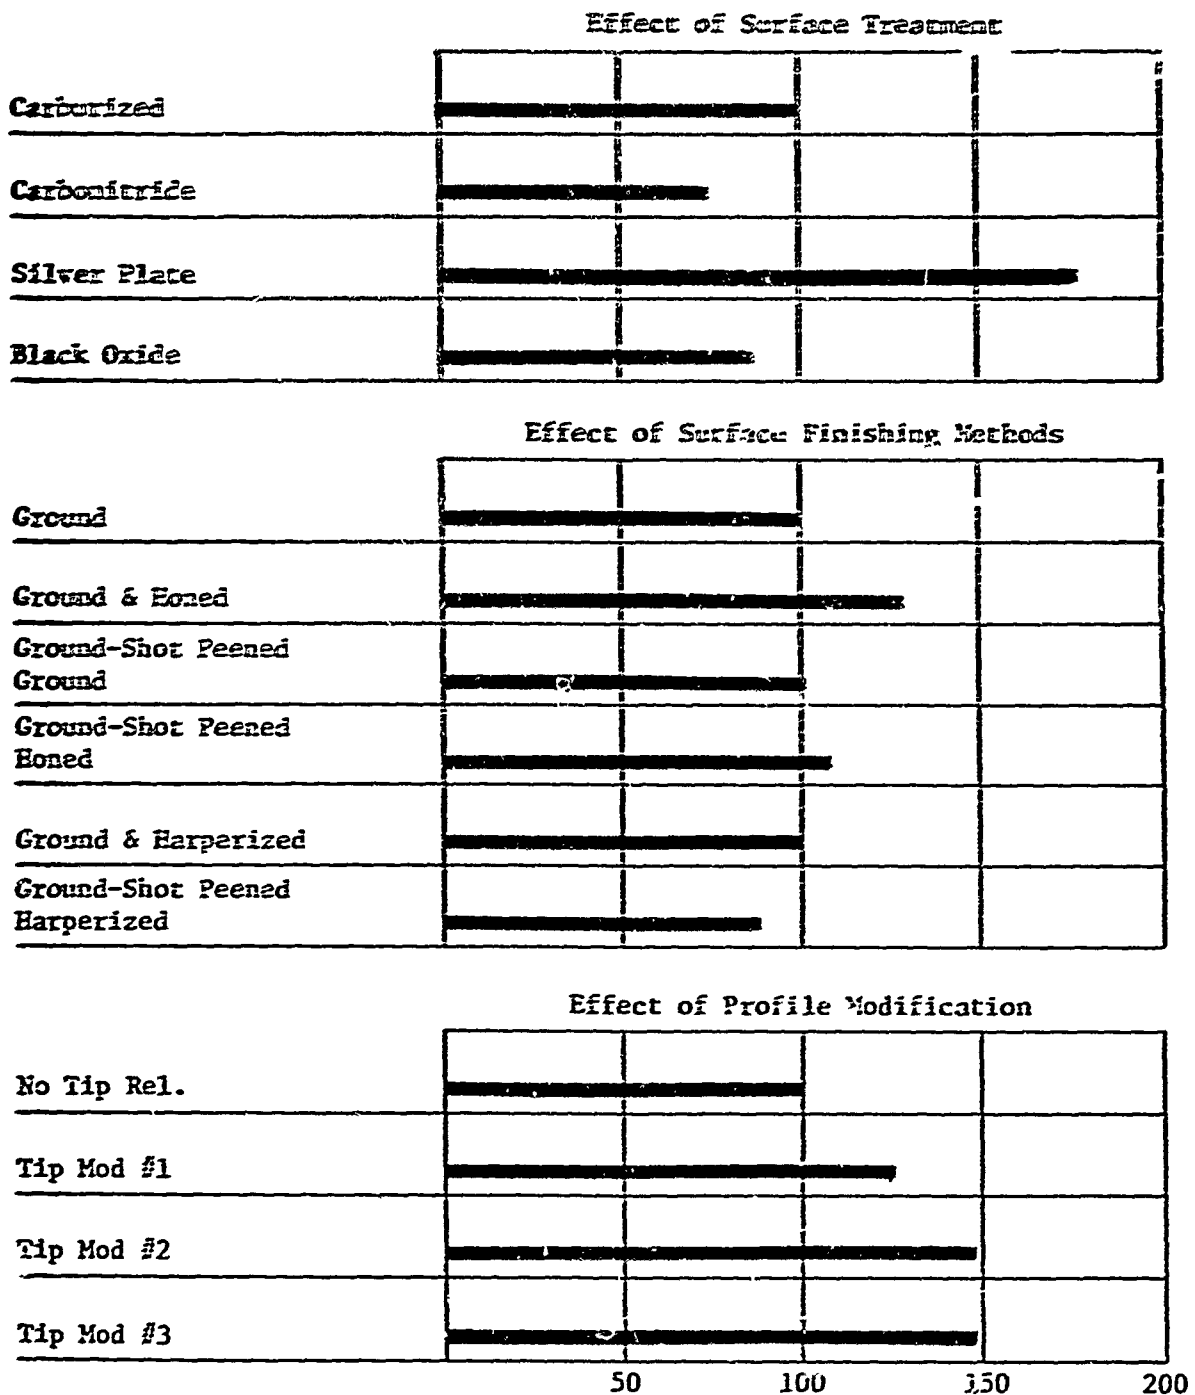 Effect of Surface Treatment
Carburized
Carbonitride
Silver Plate
Black Oxide
Effect of Surface Finishing Methods
Ground
Ground & Honed
Ground-Shot Peened
Ground
Ground-Shot Peened
Honed
Ground & Harperized
Ground-Shot Peened
Harperized
Effect of Profile Modification
No Tip Rel.
Tip Mod #1
Tip Mod #2
Tip Mod #3
50 100 150 200